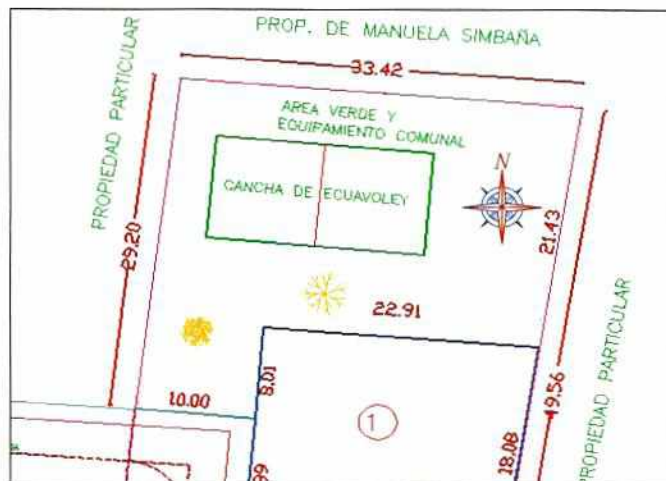 PROP. DE MANUELA SIMBAÑA
33.42
PROPIEDAD PARTICULAR
AREA VERDE Y
EQUIPAMIENTO COMUNAL
CANCHA DE ECUAVOLEY
N
29.20
21.43
22.91
PROPIEDAD PARTICULAR
8.01
10.00
19.56
1
18.08
99